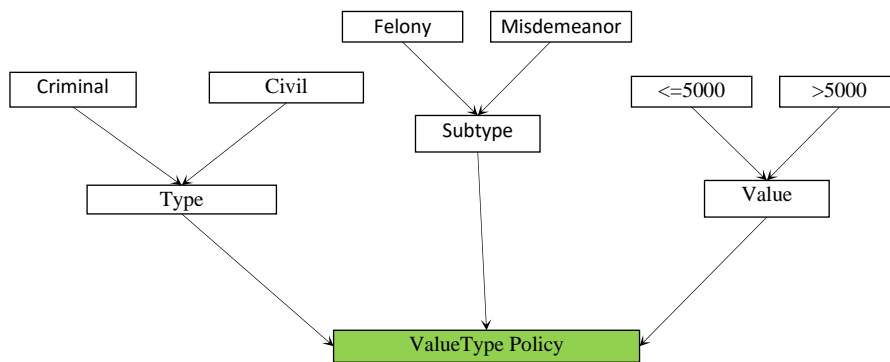 Felony
Misdemeanor
Criminal
Civil
<=5000
>5000
Subtype
Type
Value
ValueType Policy